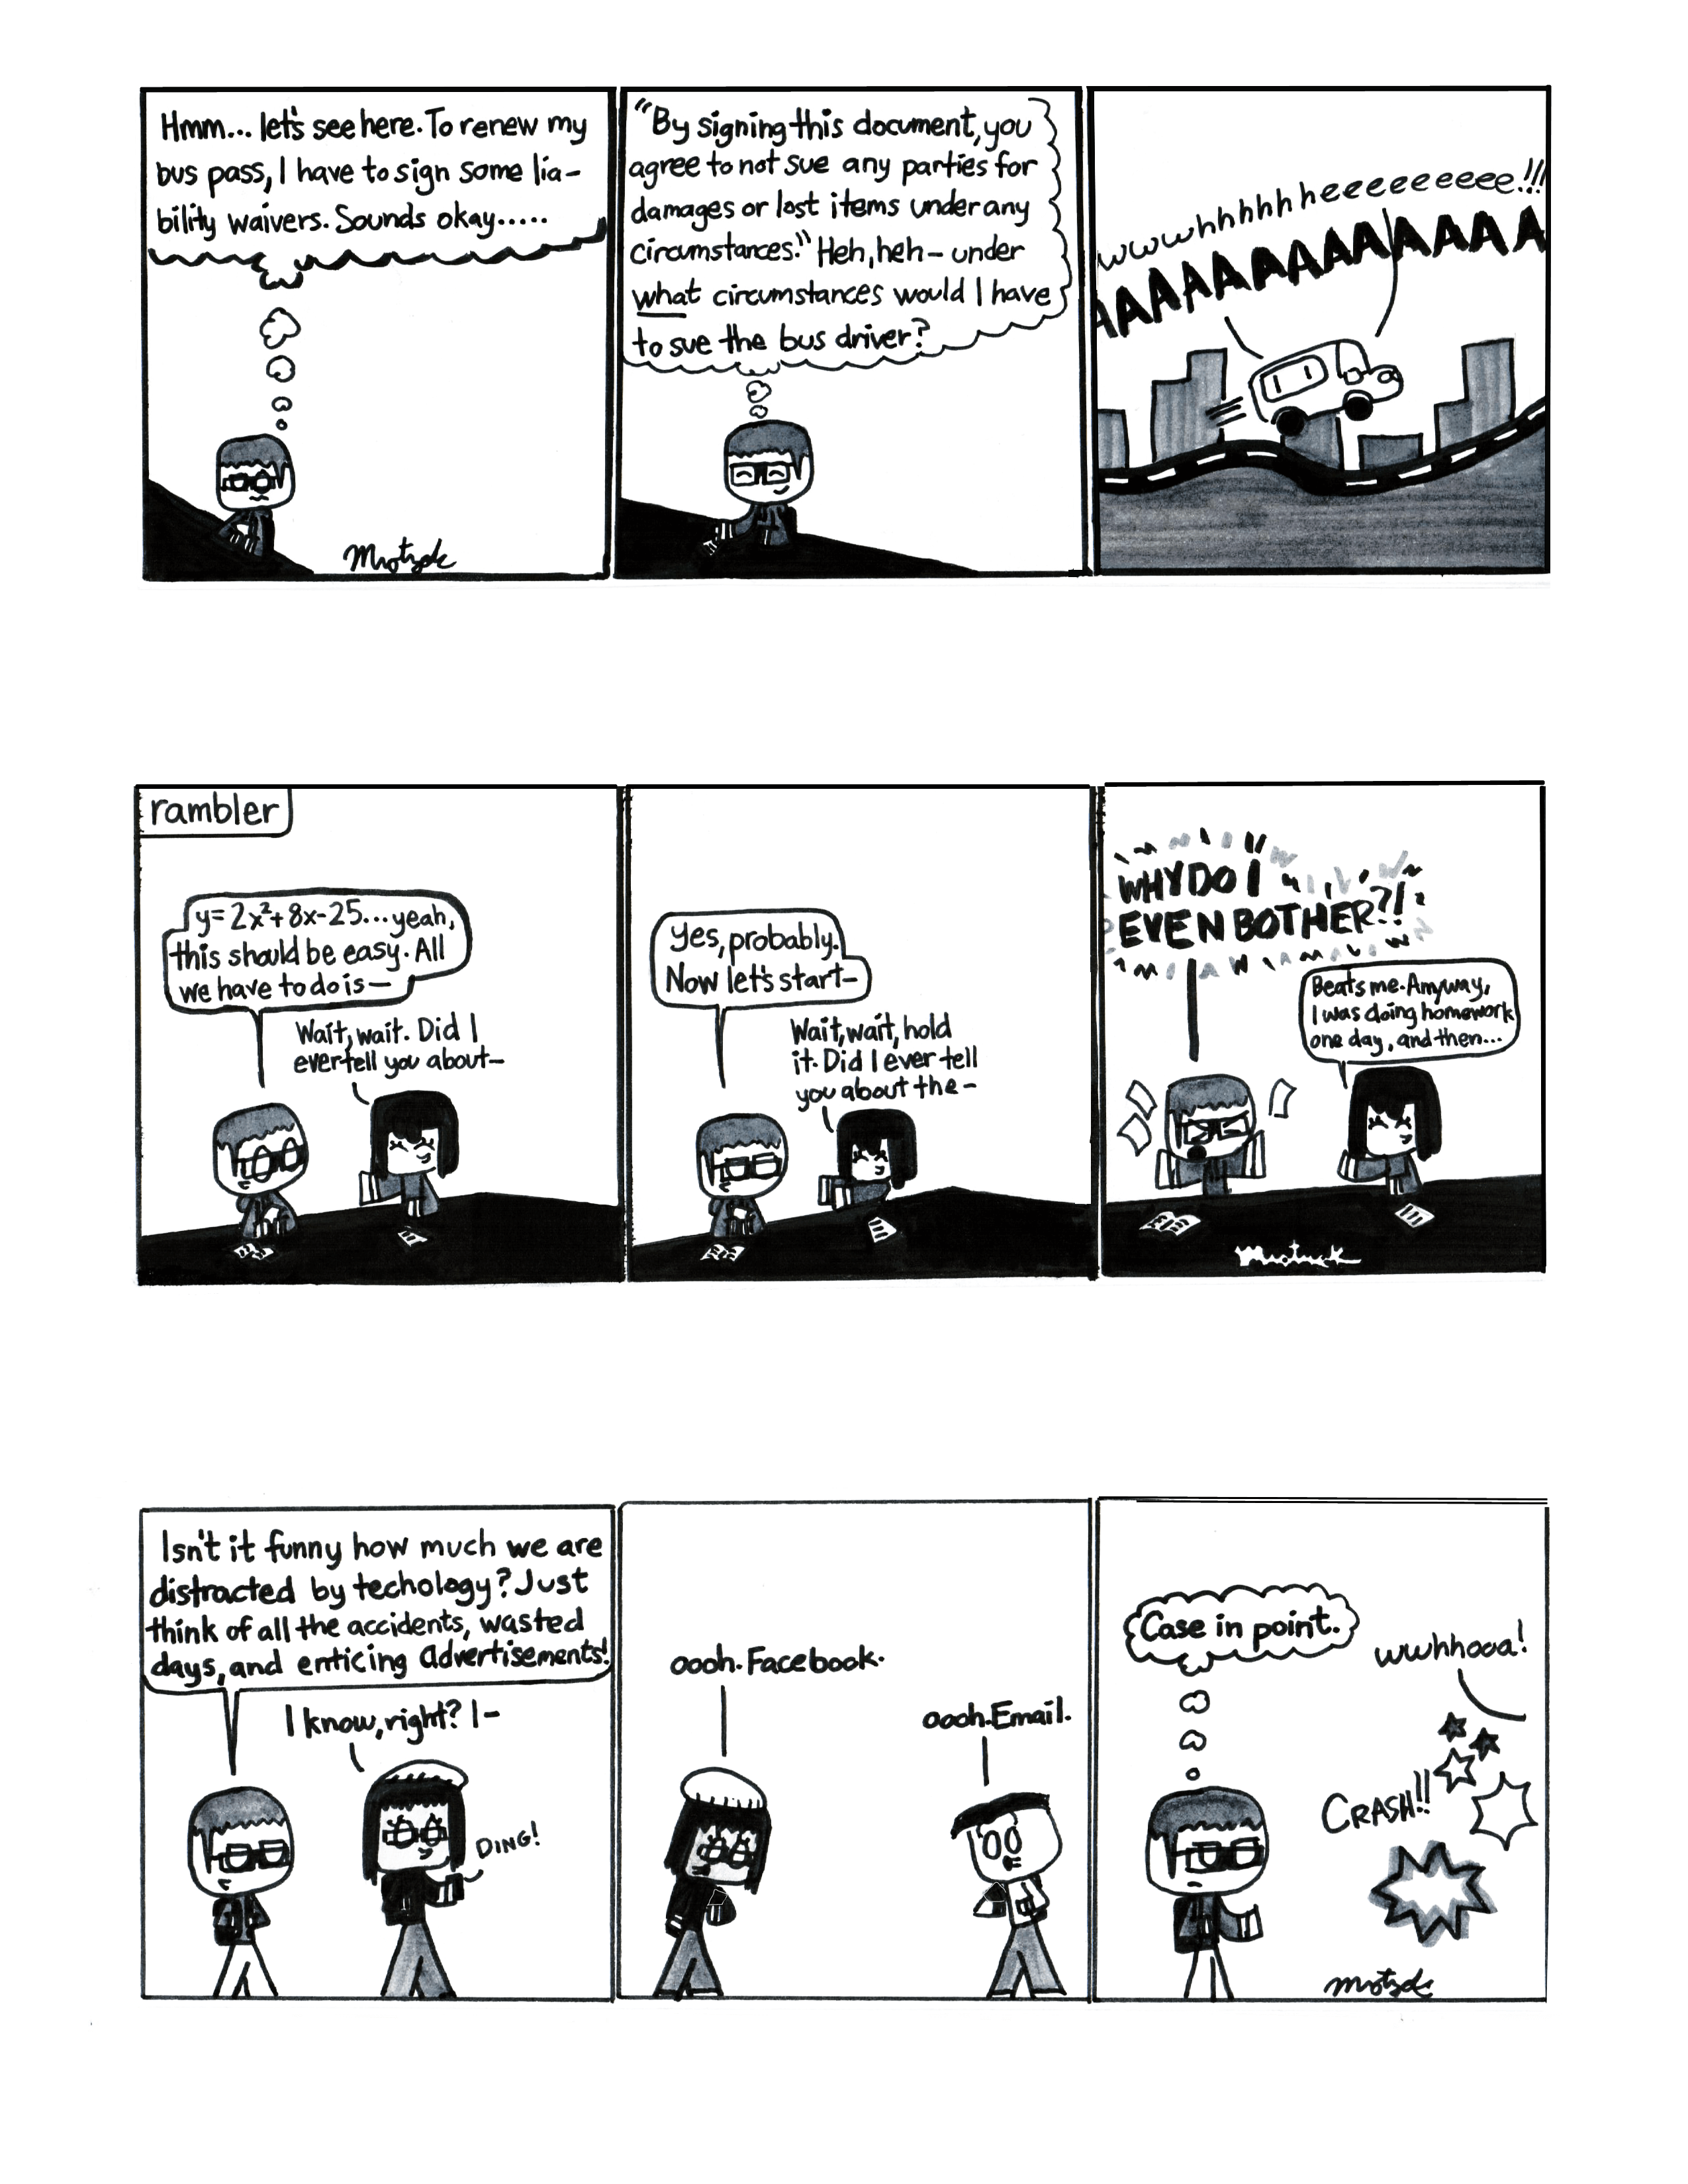 Hmm... let's see here. To renew my
bus pass, I have to sign some lia-
bility waivers. Sounds okay.....
"By signing this document, you
agree to not sue any parties for
damages or lost items under any
circumstances." Heh, heh- under
what circumstances would I have
to sue the bus driver?
wwwhhhhhheeeeeeeeee!!!
AAAAAAAAAAAAAA
rambler
y=2x²+8x-25...yeah,
this should be easy. All
we have to do is-
Wait, wait. Did I
ever tell you about-
Yes, probably.
Now let's start-
Wait, wait, hold
it. Did I ever tell
you about the-
WHY DO I
EVEN BOTHER?!
Beats me. Anyway,
I was doing homework
one day, and then...
Isn't it funny how much we are
distracted by techology? Just
think of all the accidents, wasted
days, and enticing advertisements!
I know, right? I-
DING!
oooh. Facebook.
oooh. Email.
Case in point.
wwhhooa!
CRASH!!